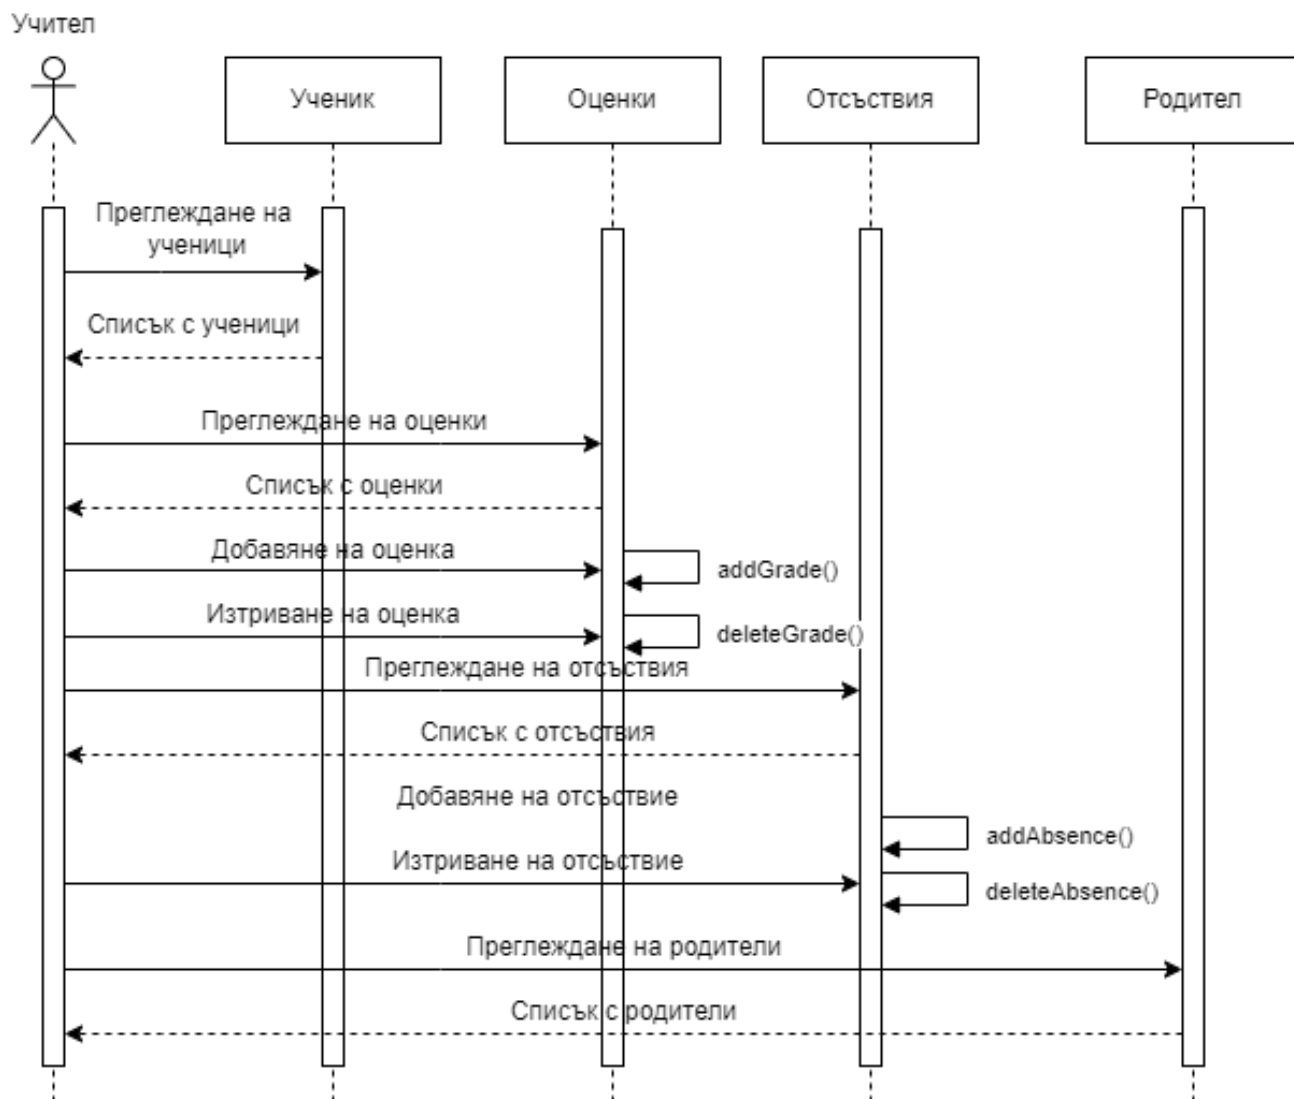 Учител
Ученик
Оценки
Отсъствия
Родител
Преглеждане на
ученици
Списък с ученици
Преглеждане на оценки
Списък с оценки
Добавяне на оценка
addGrade()
Изтриване на оценка
deleteGrade()
Преглеждане на отсъствия
Списък с отсъствия
Добавяне на отсъствие
addAbsence()
Изтриване на отсъствие
deleteAbsence()
Преглеждане на родители
Списък с родители